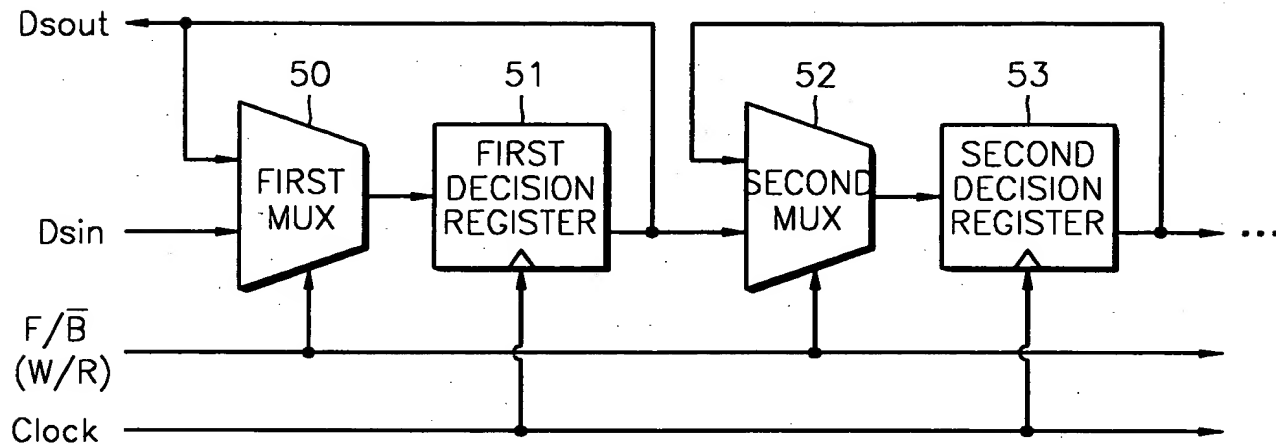 Dsout
50
51
52
53
FIRST
MUX
FIRST
DECISION
REGISTER
SECOND
MUX
SECOND
DECISION
REGISTER
Dsin
...
F/B̅
(W/R)
Clock